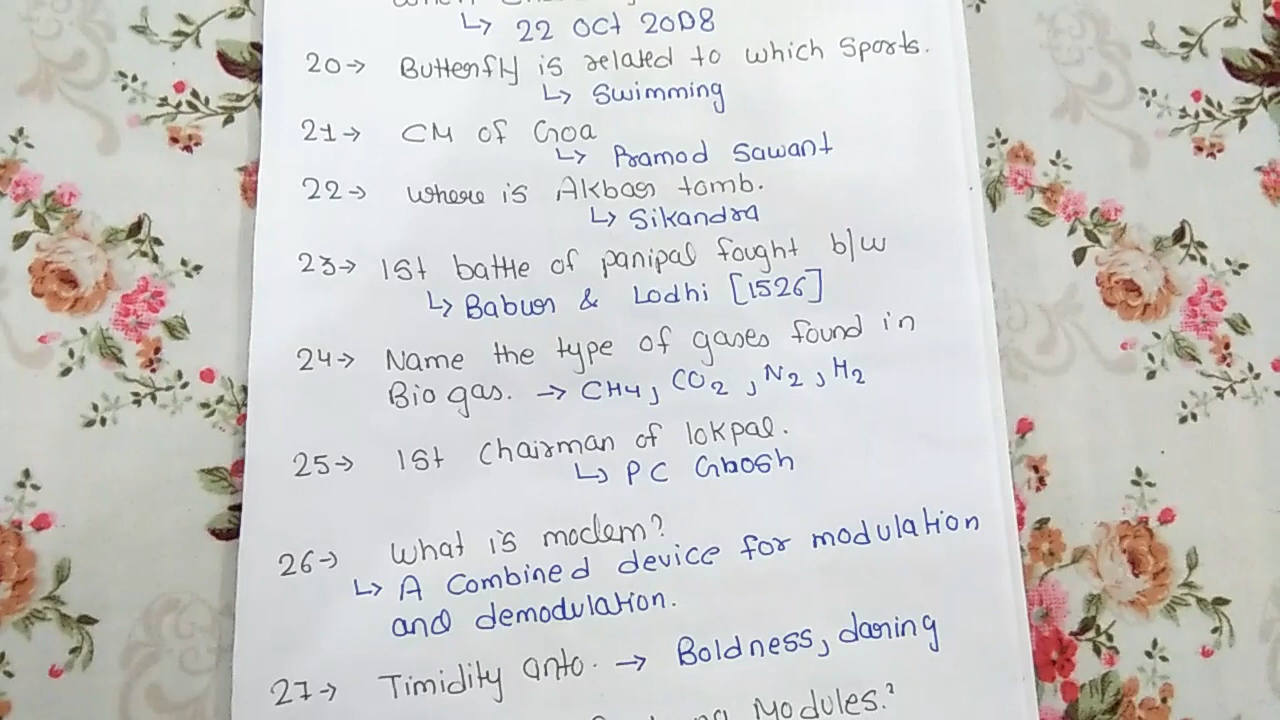 ↳ 22 Oct 2008
20→ Butterfly is related to which Sports.
↳ Swimming
21→ CM of Goa
↳ Pramod Sawant
22→ where is Akbar tomb.
↳ Sikandra
23→ 1st battle of panipal fought b/w
↳ Babur & Lodhi [1526]
24→ Name the type of gases found in
Bio gas. → CH4, CO2, N2, H2
25→ 1st Chairman of lokpal.
↳ PC Ghosh
26→ What is modem?
↳ A Combined device for modulation
and demodulation.
27→ Timidity anto. → Boldness, daring
Modules?